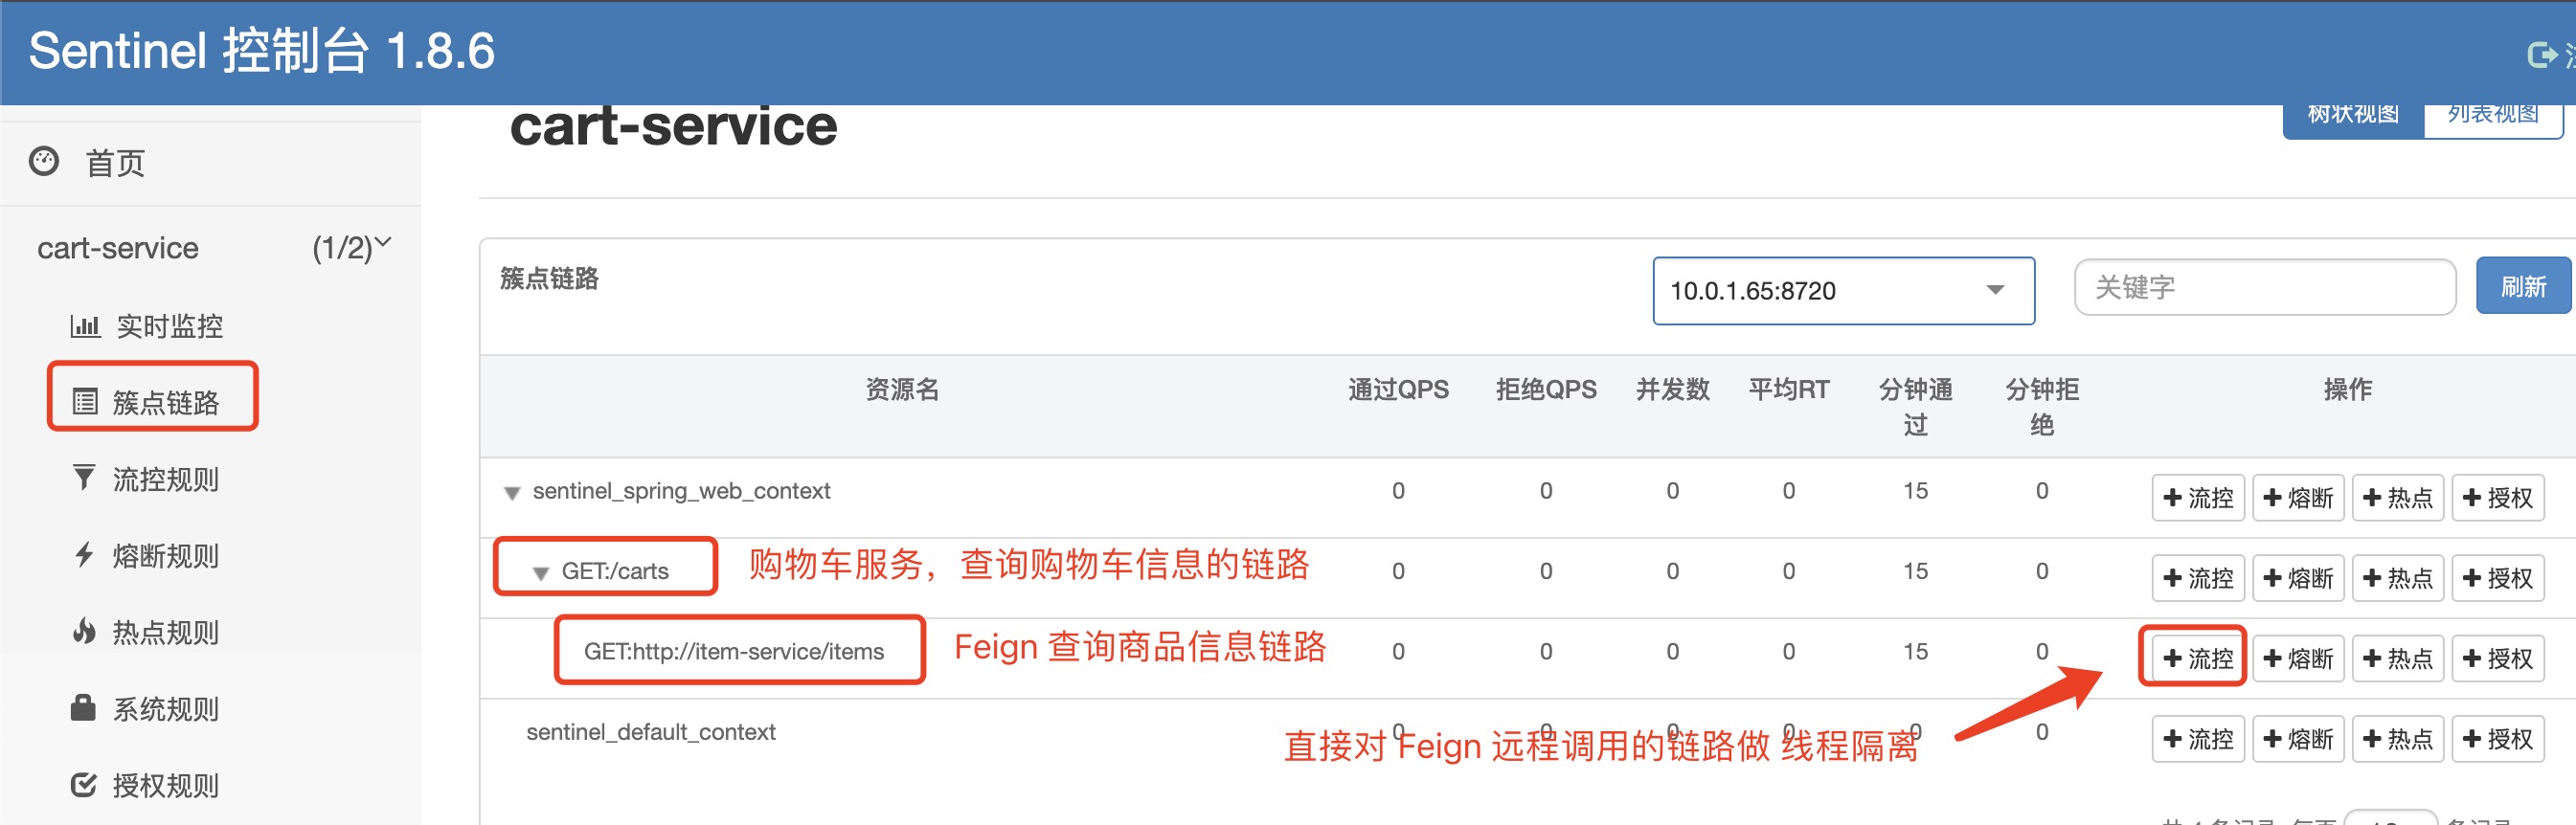 Sentinel 控制台 1.8.6
cart-service
树状视图 列表视图
首页
cart-service (1/2)
实时监控
簇点链路
流控规则
熔断规则
热点规则
系统规则
授权规则
簇点链路 10.0.1.65:8720 关键字 刷新
资源名 通过QPS 拒绝QPS 并发数 平均RT 分钟通过 分钟拒绝 操作
sentinel_spring_web_context 0 0 0 0 15 0 流控 熔断 热点 授权
GET:/carts 购物车服务，查询购物车信息的链路 0 0 0 0 15 0 流控 熔断 热点 授权
GET:http://item-service/items Feign 查询商品信息链路 0 0 0 0 15 0 流控 熔断 热点 授权
sentinel_default_context 0 0 0 0 0 0 流控 熔断 热点 授权
直接对 Feign 远程调用的链路做 线程隔离